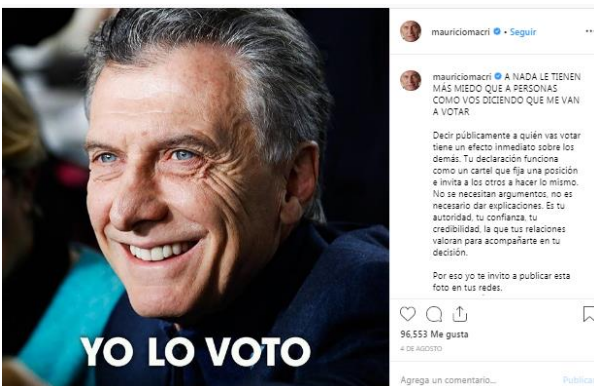 YO LO VOTO
mauriciomacri • Seguir
mauriciomacri A NADA LE TIENEN
MÁS MIEDO QUE A PERSONAS
COMO VOS DICIENDO QUE ME VAN
A VOTAR
Decir públicamente a quién vas votar
tiene un efecto inmediato sobre los
demás. Tu declaración funciona
como un cartel que fija una posición
e invita a los otros a hacer lo mismo.
No se necesitan argumentos, no es
necesario dar explicaciones. Es tu
autoridad, tu confianza, tu
credibilidad, la que tus relaciones
valoran para acompañarte en tu
decisión.
Por eso yo te invito a publicar esta
foto en tus redes.
96,553 Me gusta
4 DE AGOSTO
Agrega un comentario...
Publicar